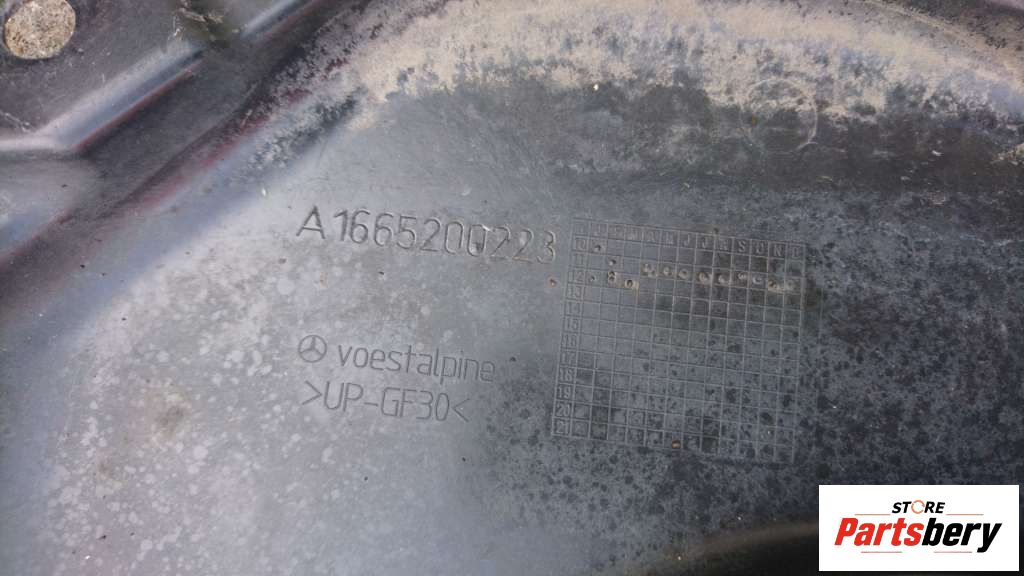 A1665200223
voestalpine
>UP-GF30<
STORE
Partsbery